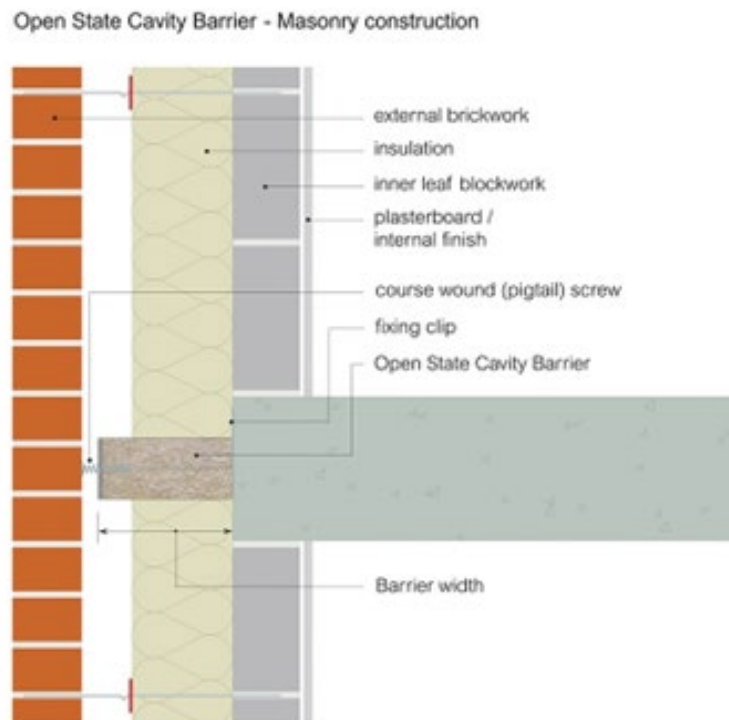 Open State Cavity Barrier - Masonry construction
external brickwork
insulation
inner leaf blockwork
plasterboard /
internal finish
course wound (pigtail) screw
fixing clip
Open State Cavity Barrier
Barrier width